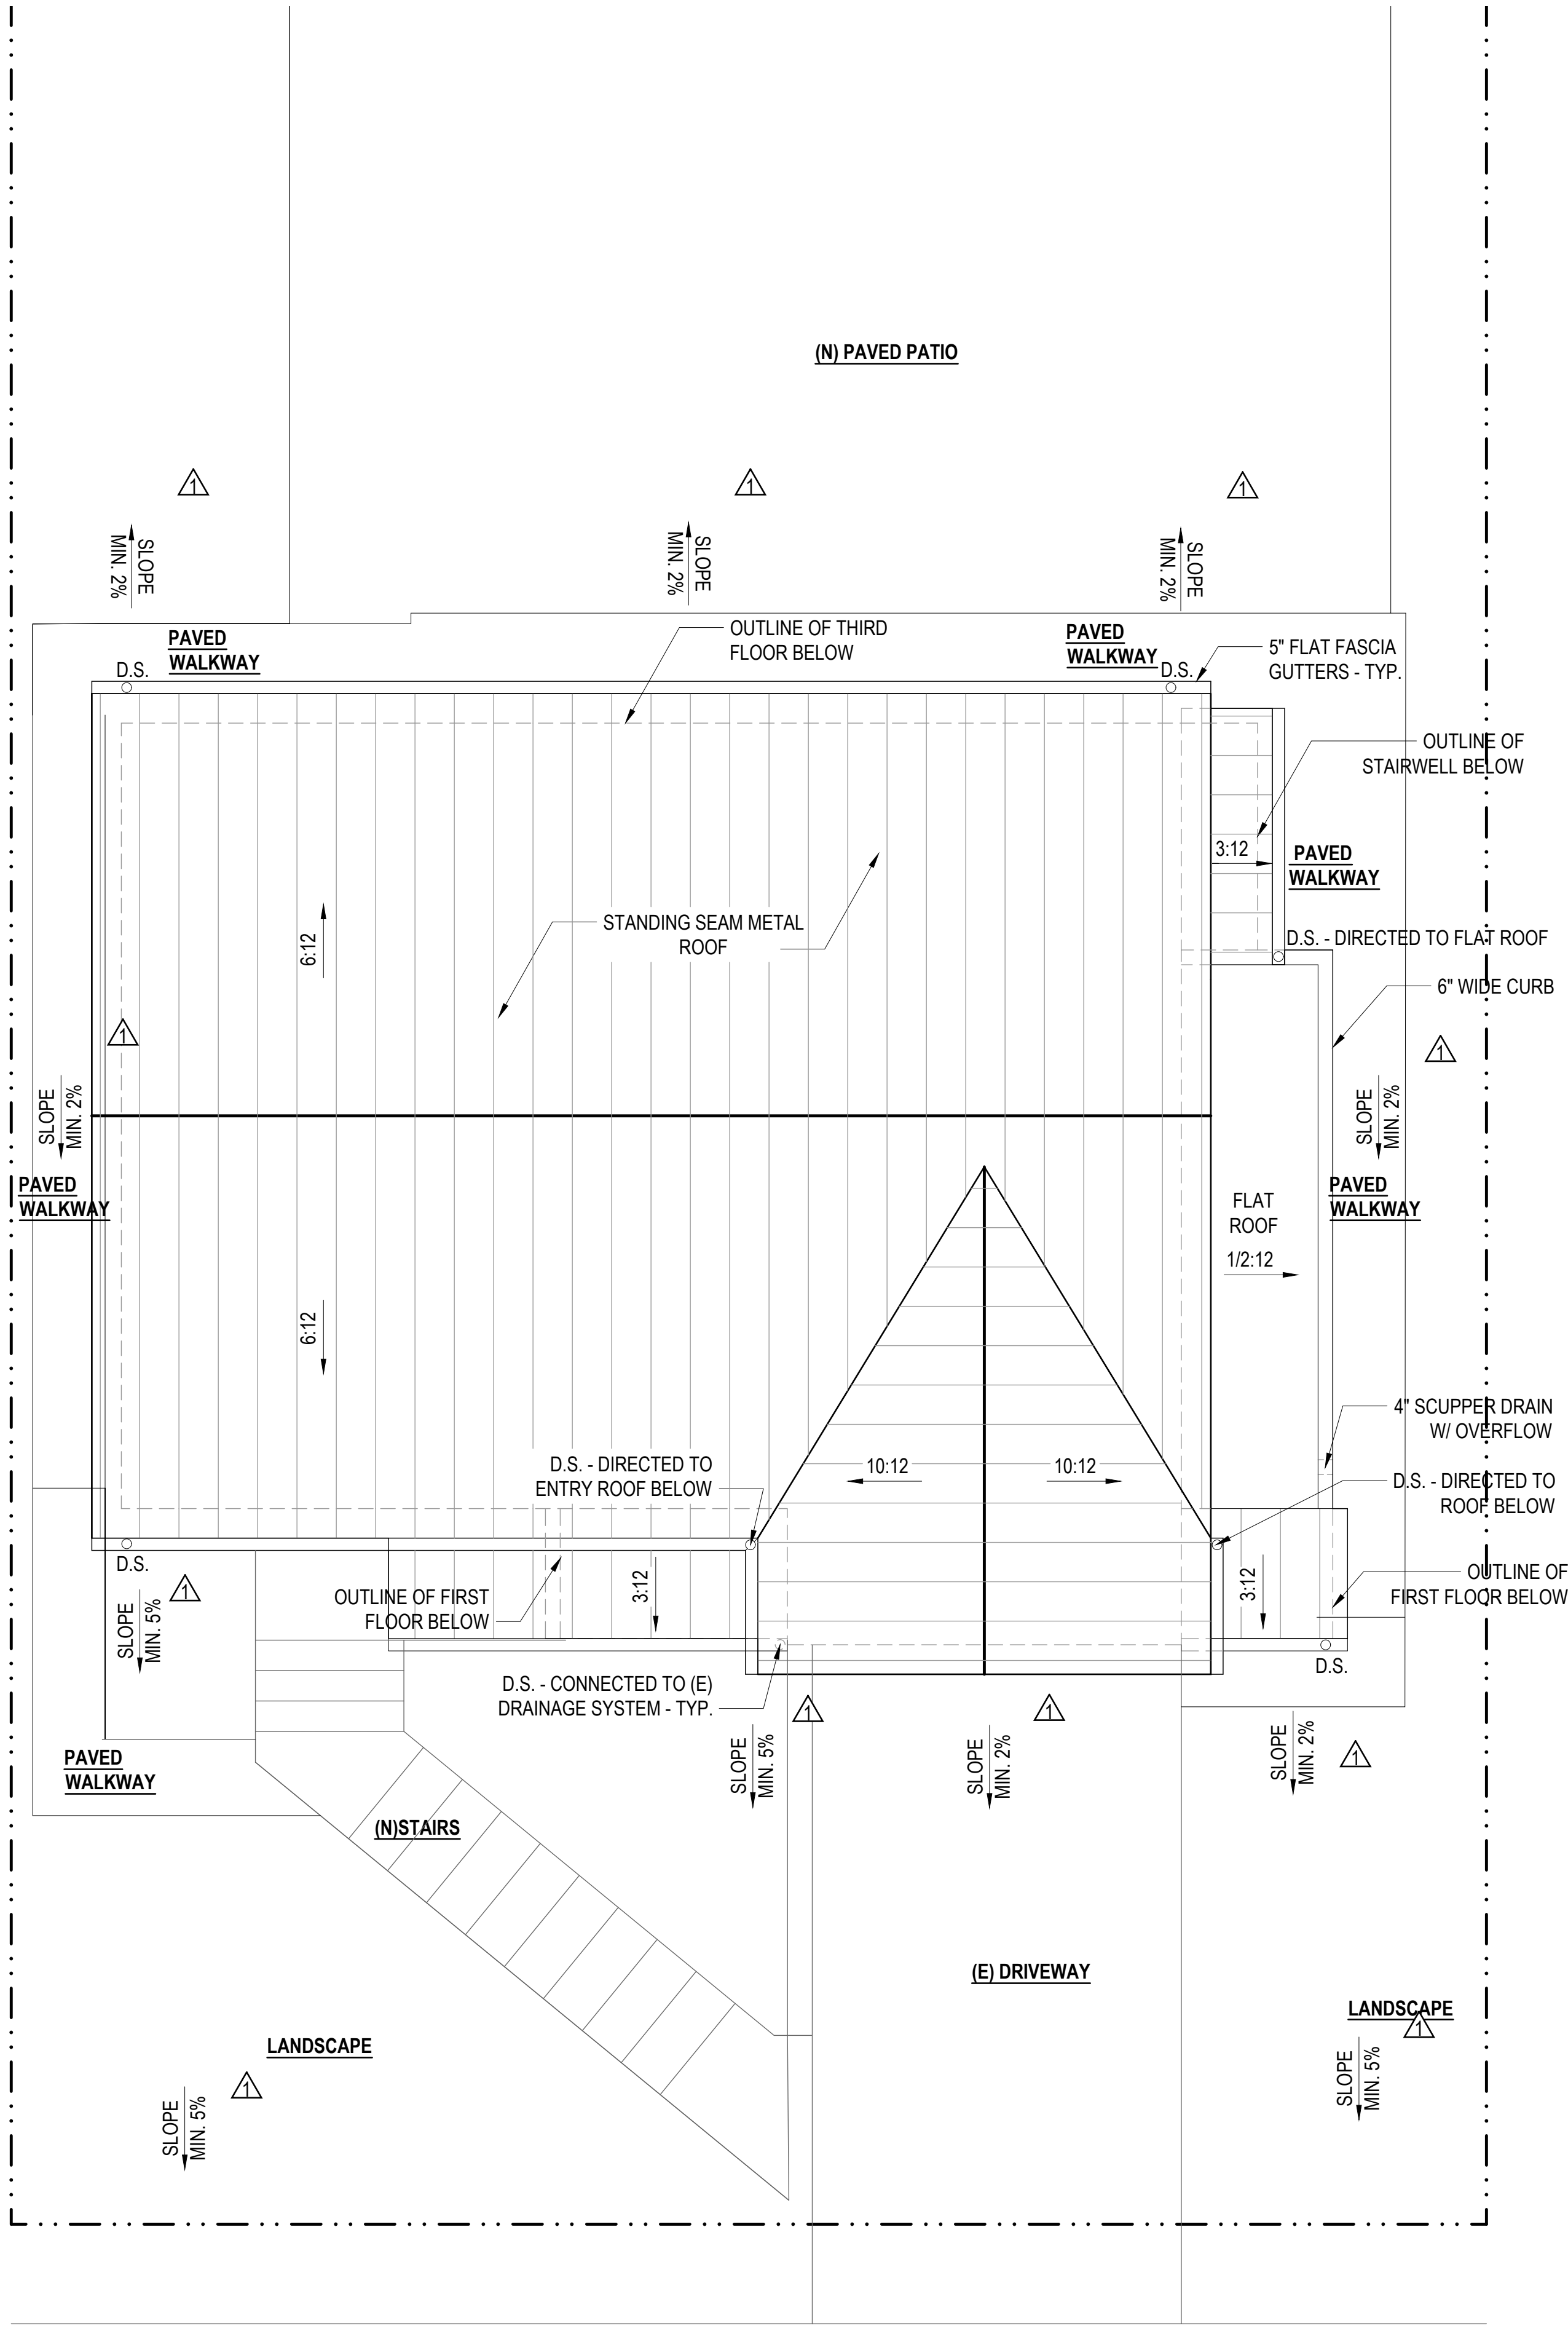 (N) PAVED PATIO
1
1
1
SLOPE
MIN. 2%
SLOPE
MIN. 2%
SLOPE
MIN. 2%
PAVED
WALKWAY
OUTLINE OF THIRD
FLOOR BELOW
PAVED
WALKWAY
5" FLAT FASCIA
GUTTERS - TYP.
D.S.
D.S.
OUTLINE OF
STAIRWELL BELOW
3:12
PAVED
WALKWAY
STANDING SEAM METAL
ROOF
6:12
D.S. - DIRECTED TO FLAT ROOF
6" WIDE CURB
1
1
SLOPE
MIN. 2%
SLOPE
MIN. 2%
PAVED
WALKWAY
FLAT
ROOF
1/2:12
PAVED
WALKWAY
6:12
4" SCUPPER DRAIN
W/ OVERFLOW
D.S. - DIRECTED TO
ENTRY ROOF BELOW
10:12
10:12
D.S. - DIRECTED TO
ROOF BELOW
D.S.
1
OUTLINE OF FIRST
FLOOR BELOW
3:12
3:12
OUTLINE OF
FIRST FLOOR BELOW
SLOPE
MIN. 5%
D.S.
D.S. - CONNECTED TO (E)
DRAINAGE SYSTEM - TYP.
1
1
1
SLOPE
MIN. 5%
SLOPE
MIN. 2%
SLOPE
MIN. 2%
PAVED
WALKWAY
(N)STAIRS
(E) DRIVEWAY
LANDSCAPE
1
SLOPE
MIN. 5%
LANDSCAPE
1
SLOPE
MIN. 5%